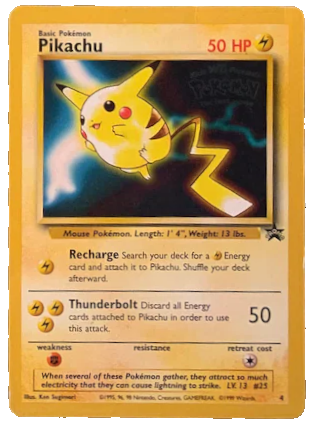 Basic Pokémon
Pikachu 50 HP
POKÉMON
Mouse Pokémon. Length: 1' 4", Weight: 13 lbs.
Recharge Search your deck for a Energy
card and attach it to Pikachu. Shuffle your deck
afterward.
Thunderbolt Discard all Energy
cards attached to Pikachu in order to use
this attack.
50
weakness resistance retreat cost
When several of these Pokémon gather, they attract so much
electricity that they can cause lightning to strike. LV. 13 #25
Illus. Ken Sugimori ©1995, 96, 98 Nintendo, Creatures, GAMEFREAK. ©1999 Wizards. 4